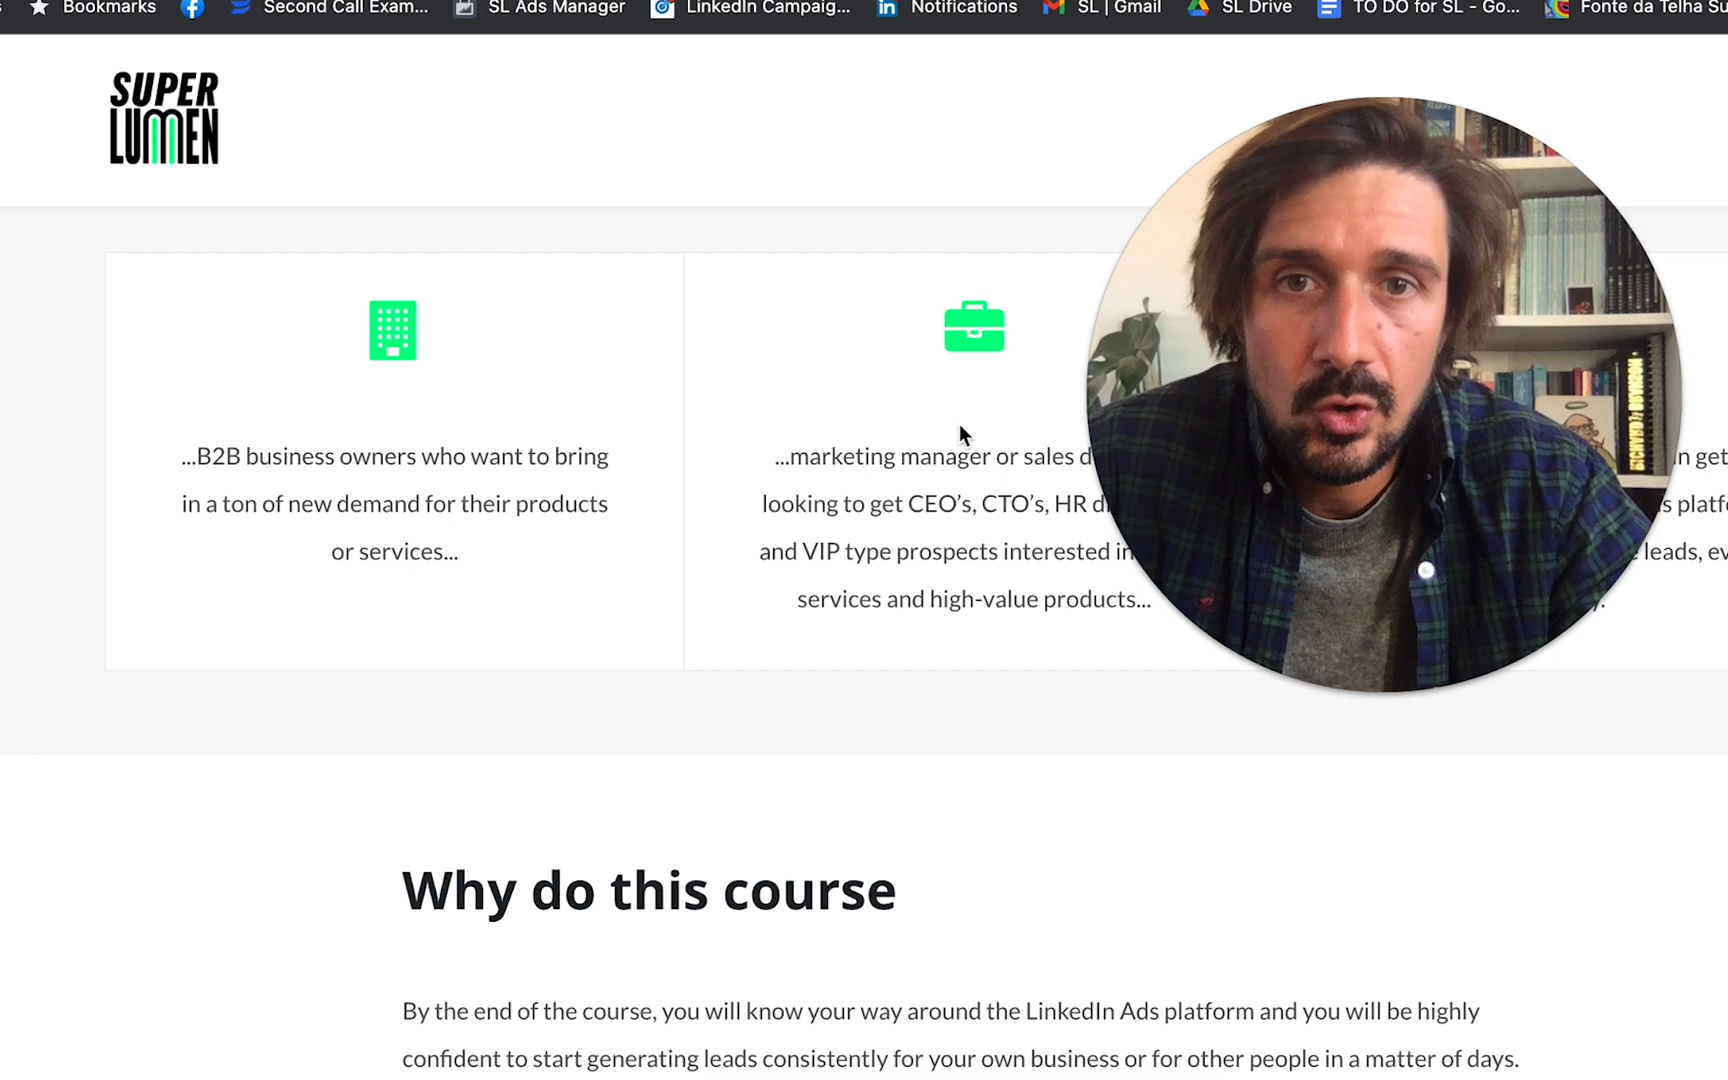 Bookmarks Second Call Exam... SL Ads Manager LinkedIn Campaig... Notifications SL | Gmail SL Drive TO DO for SL - Go... Fonte da Telha Su
SUPER
LUMEN
...B2B business owners who want to bring
in a ton of new demand for their products
or services...
...marketing manager or sales d
looking to get CEO’s, CTO’s, HR d
and VIP type prospects interested in
services and high-value products...
n get
s platf
leads, ev
y.
Why do this course
By the end of the course, you will know your way around the LinkedIn Ads platform and you will be highly
confident to start generating leads consistently for your own business or for other people in a matter of days.